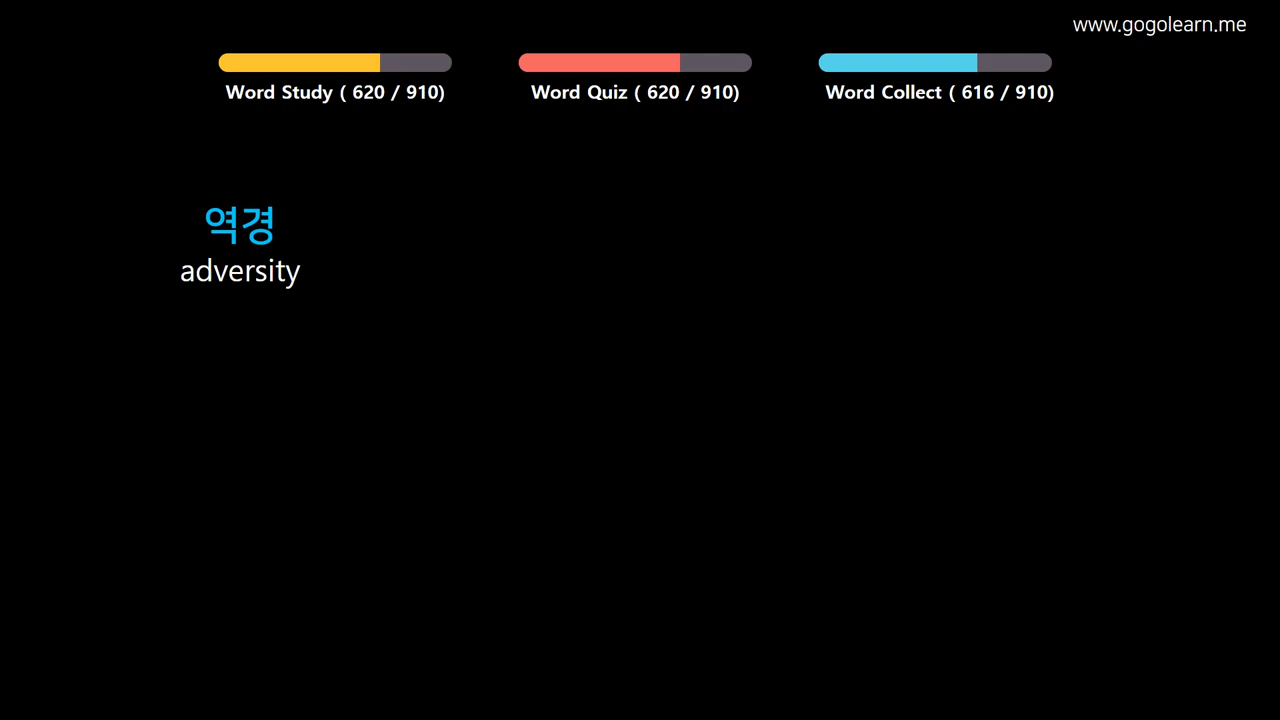 www.gogolearn.me
Word Study ( 620 / 910)
Word Quiz ( 620 / 910)
Word Collect ( 616 / 910)
역경
adversity